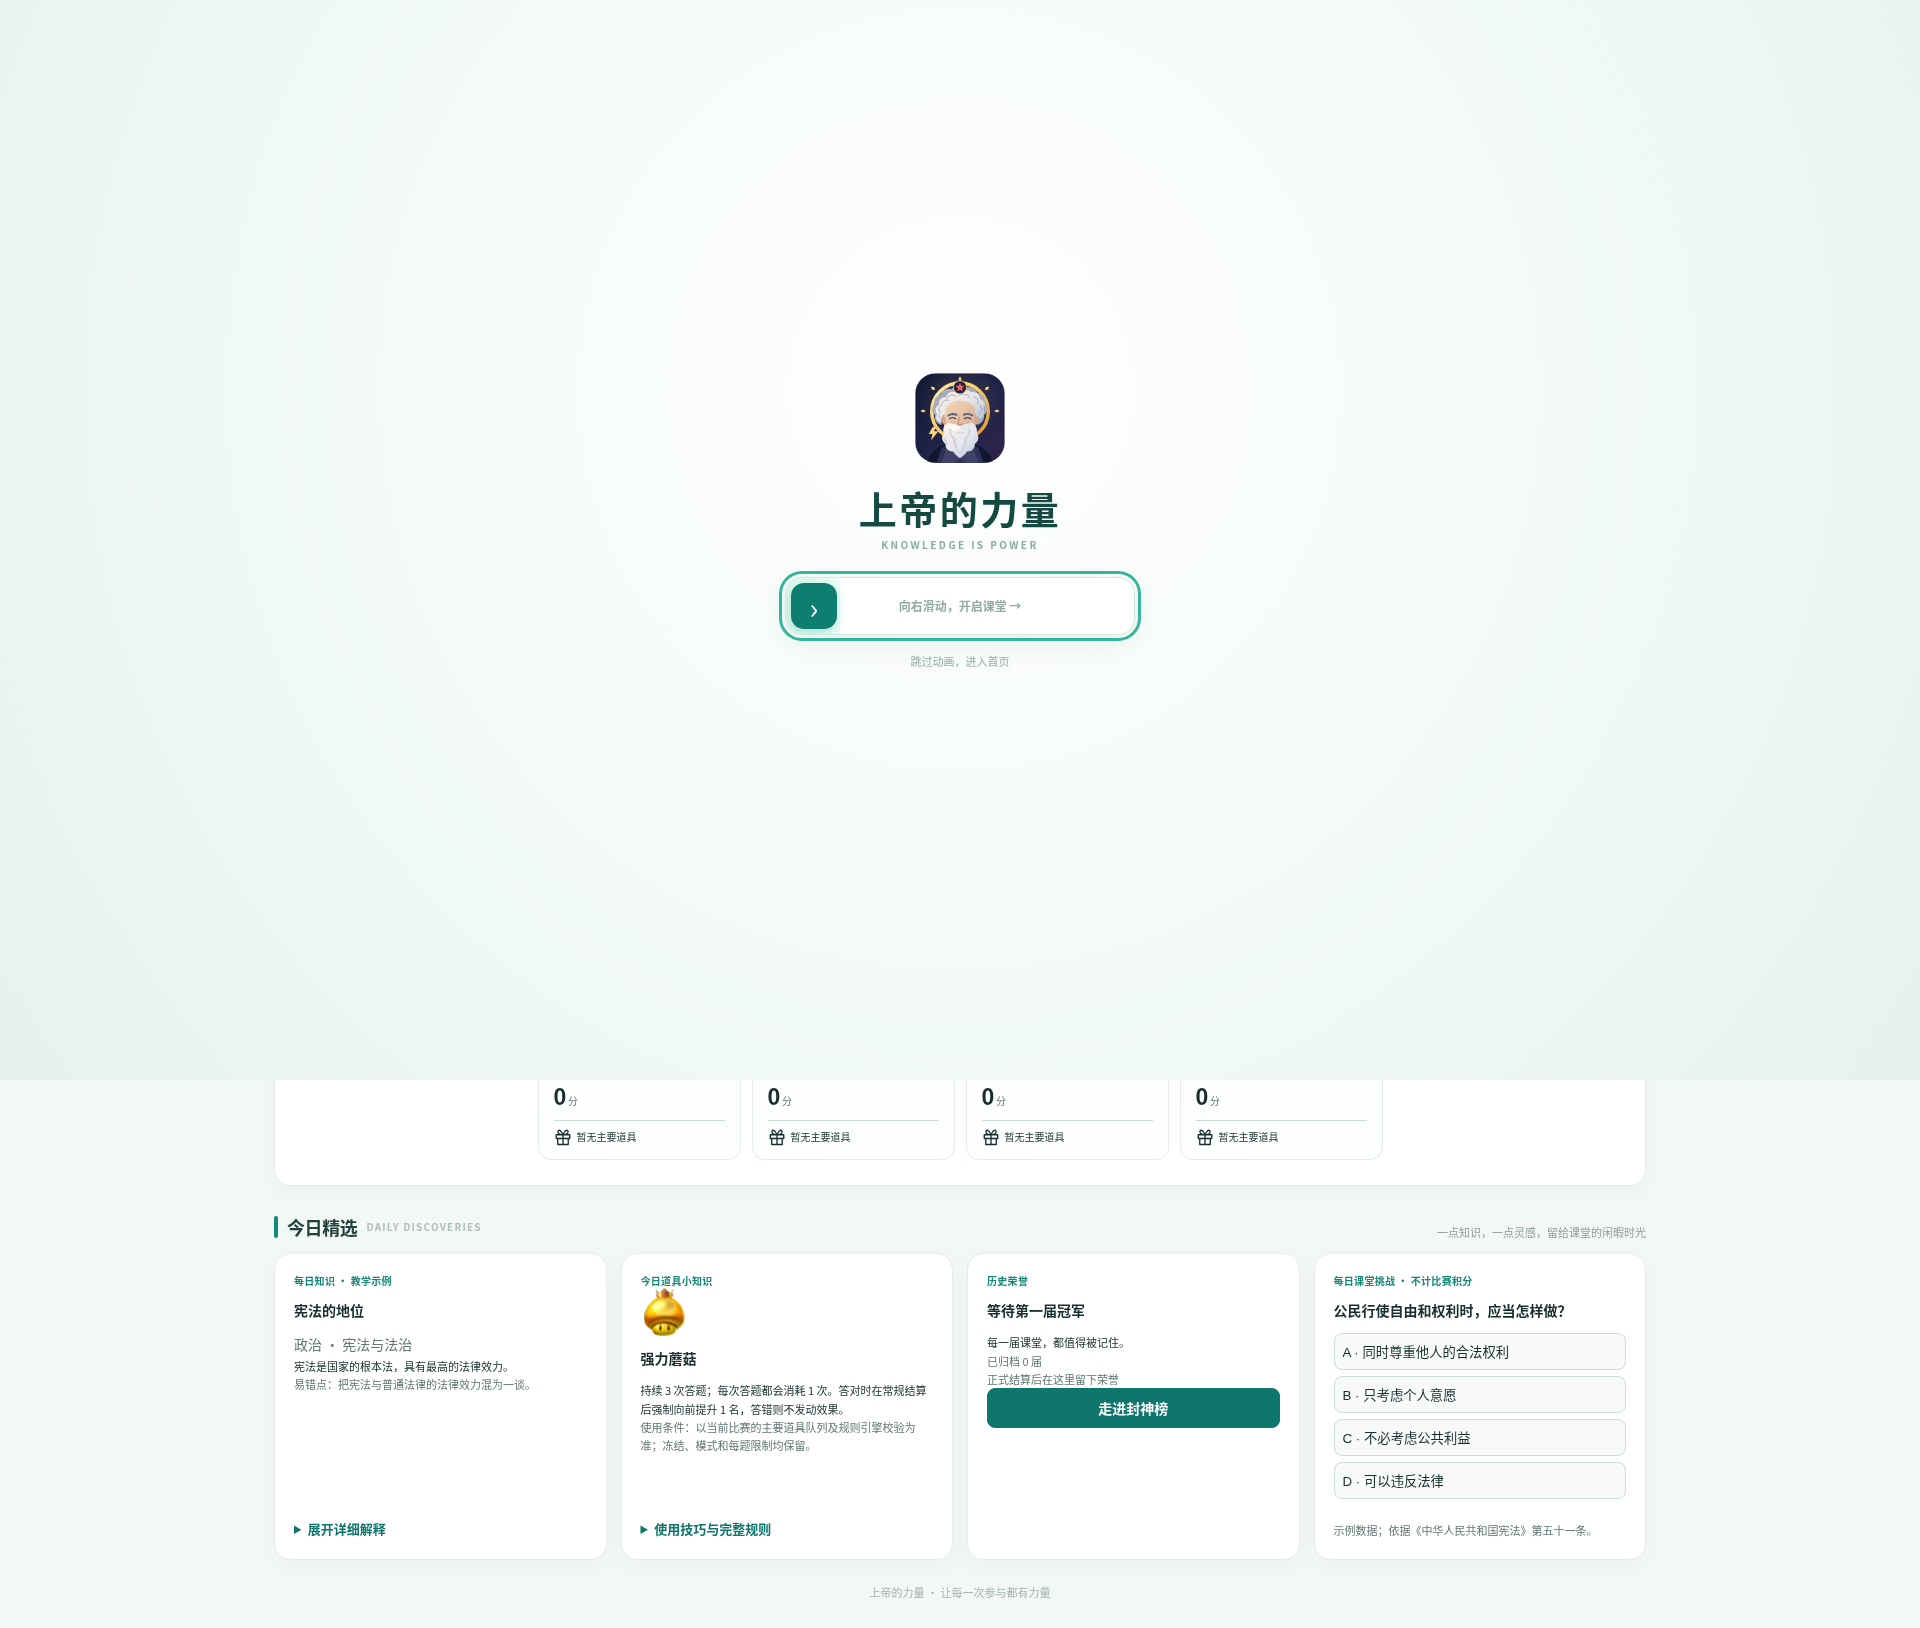 上帝的力量
KNOWLEDGE IS POWER
› 向右滑动，开启课堂 →
跳过动画，进入首页
0 分 0 分 0 分 0 分
暂无主要道具 暂无主要道具 暂无主要道具 暂无主要道具
今日精选 DAILY DISCOVERIES
一点知识，一点灵感，留给课堂的闲暇时光
每日知识 · 教学示例
宪法的地位
政治 · 宪法与法治
宪法是国家的根本法，具有最高的法律效力。
易错点：把宪法与普通法律的法律效力混为一谈。
▶ 展开详细解释
今日道具小知识
强力蘑菇
持续 3 次答题；每次答题都会消耗 1 次。答对时在常规结算
后强制向前提升 1 名，答错则不发动效果。
使用条件：以当前比赛的主要道具队列及规则引擎校验为
准；冻结、模式和每题限制均保留。
▶ 使用技巧与完整规则
历史荣誉
等待第一届冠军
每一届课堂，都值得被记住。
已归档 0 届
正式结算后在这里留下荣誉
走进封神榜
每日课堂挑战 · 不计比赛积分
公民行使自由和权利时，应当怎样做？
A · 同时尊重他人的合法权利
B · 只考虑个人意愿
C · 不必考虑公共利益
D · 可以违反法律
示例数据；依据《中华人民共和国宪法》第五十一条。
上帝的力量 · 让每一次参与都有力量